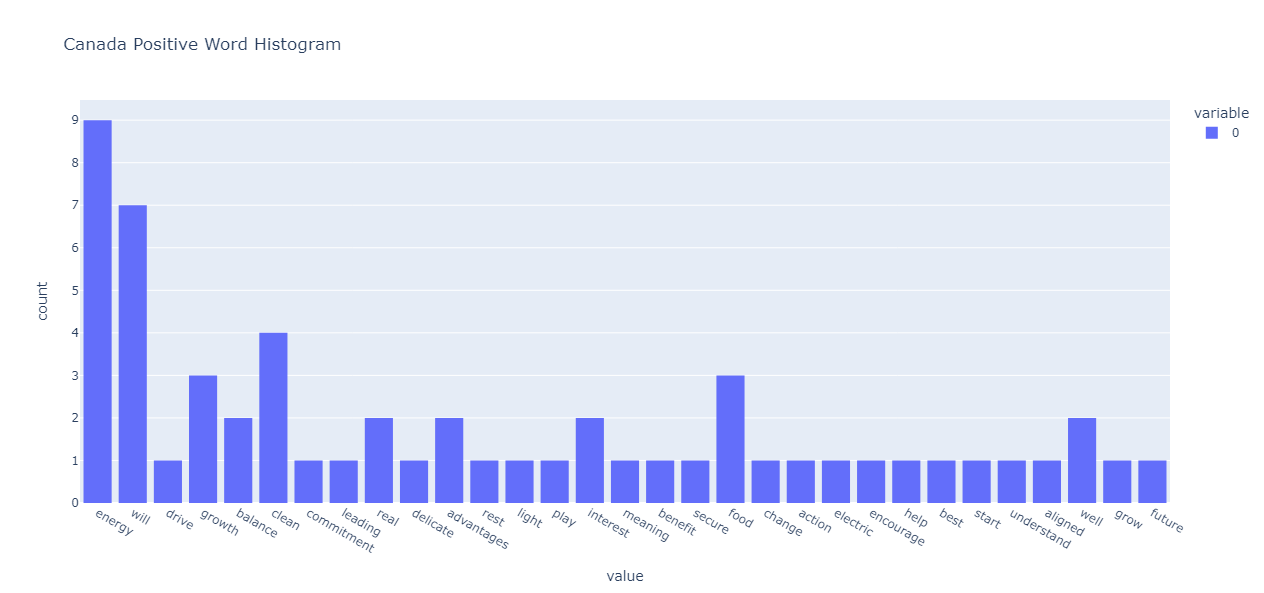 Canada Positive Word Histogram
variable
0
count
9
8
7
6
5
4
3
2
1
0
energy
will
drive
growth
balance
clean
commitment
leading
real
delicate
advantages
rest
light
play
interest
meaning
benefit
secure
food
change
action
electric
encourage
help
best
start
understand
aligned
well
grow
future
value